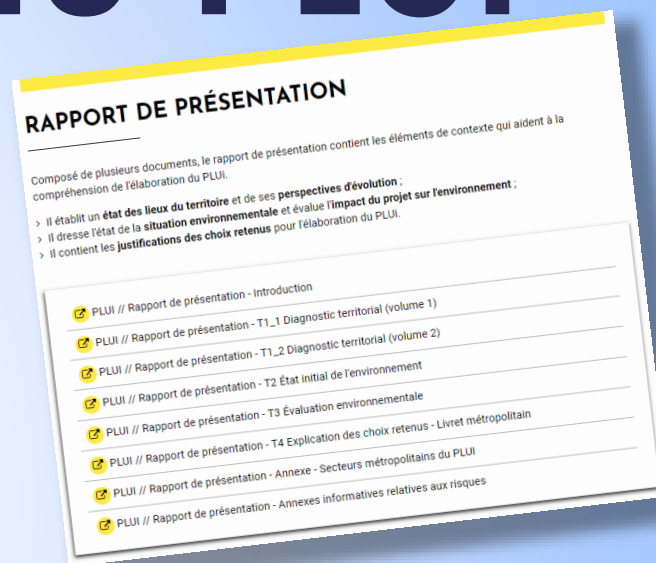 RAPPORT DE PRÉSENTATION
Composé de plusieurs documents, le rapport de présentation contient les éléments de contexte qui aident à la
compréhension de l'élaboration du PLUi.
> Il établit un état des lieux du territoire et de ses perspectives d'évolution ;
> Il dresse l'état de la situation environnementale et évalue l'impact du projet sur l'environnement ;
> Il contient les justifications des choix retenus pour l'élaboration du PLUi.
PLUI // Rapport de présentation - Introduction
PLUI // Rapport de présentation - T1_1 Diagnostic territorial (volume 1)
PLUI // Rapport de présentation - T1_2 Diagnostic territorial (volume 2)
PLUI // Rapport de présentation - T2 État initial de l'environnement
PLUI // Rapport de présentation - T3 Évaluation environnementale
PLUI // Rapport de présentation - T4 Explication des choix retenus - Livret métropolitain
PLUI // Rapport de présentation - Annexe - Secteurs métropolitains du PLUI
PLUI // Rapport de présentation - Annexes informatives relatives aux risques